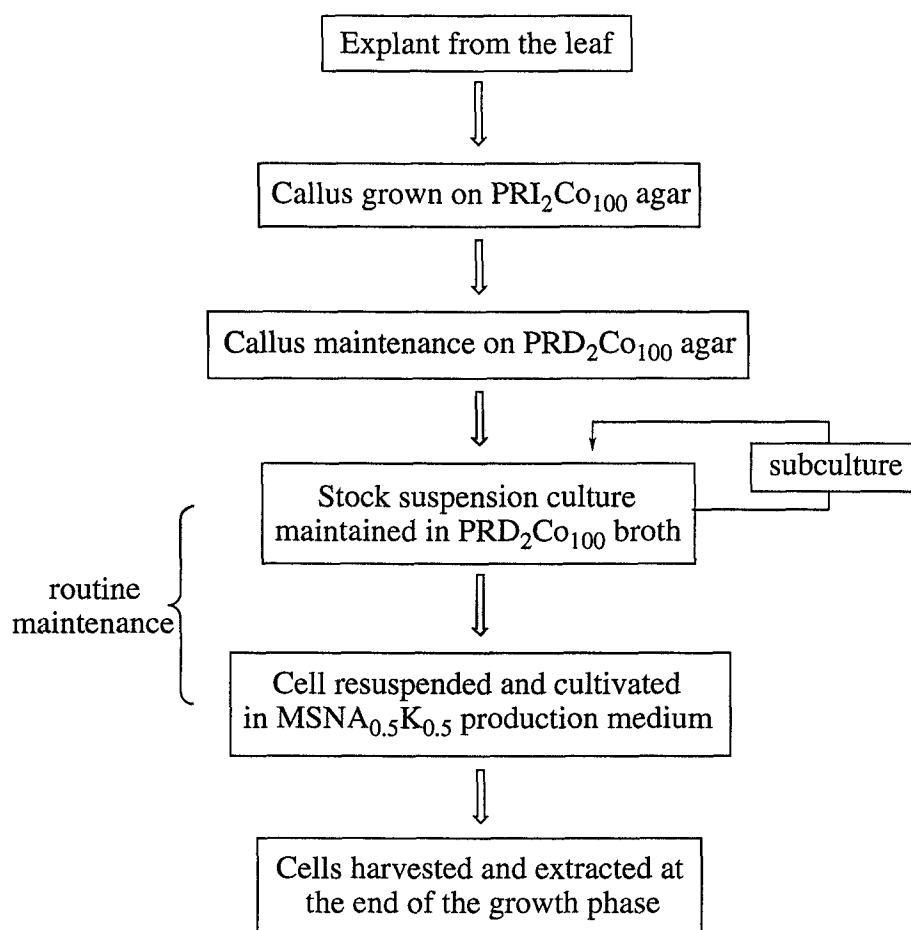 Explant from the leaf
Callus grown on PRI₂Co₁₀₀ agar
Callus maintenance on PRD₂Co₁₀₀ agar
subculture
Stock suspension culture
maintained in PRD₂Co₁₀₀ broth
routine
maintenance
Cell resuspended and cultivated
in MSNA₀.₅K₀.₅ production medium
Cells harvested and extracted at
the end of the growth phase